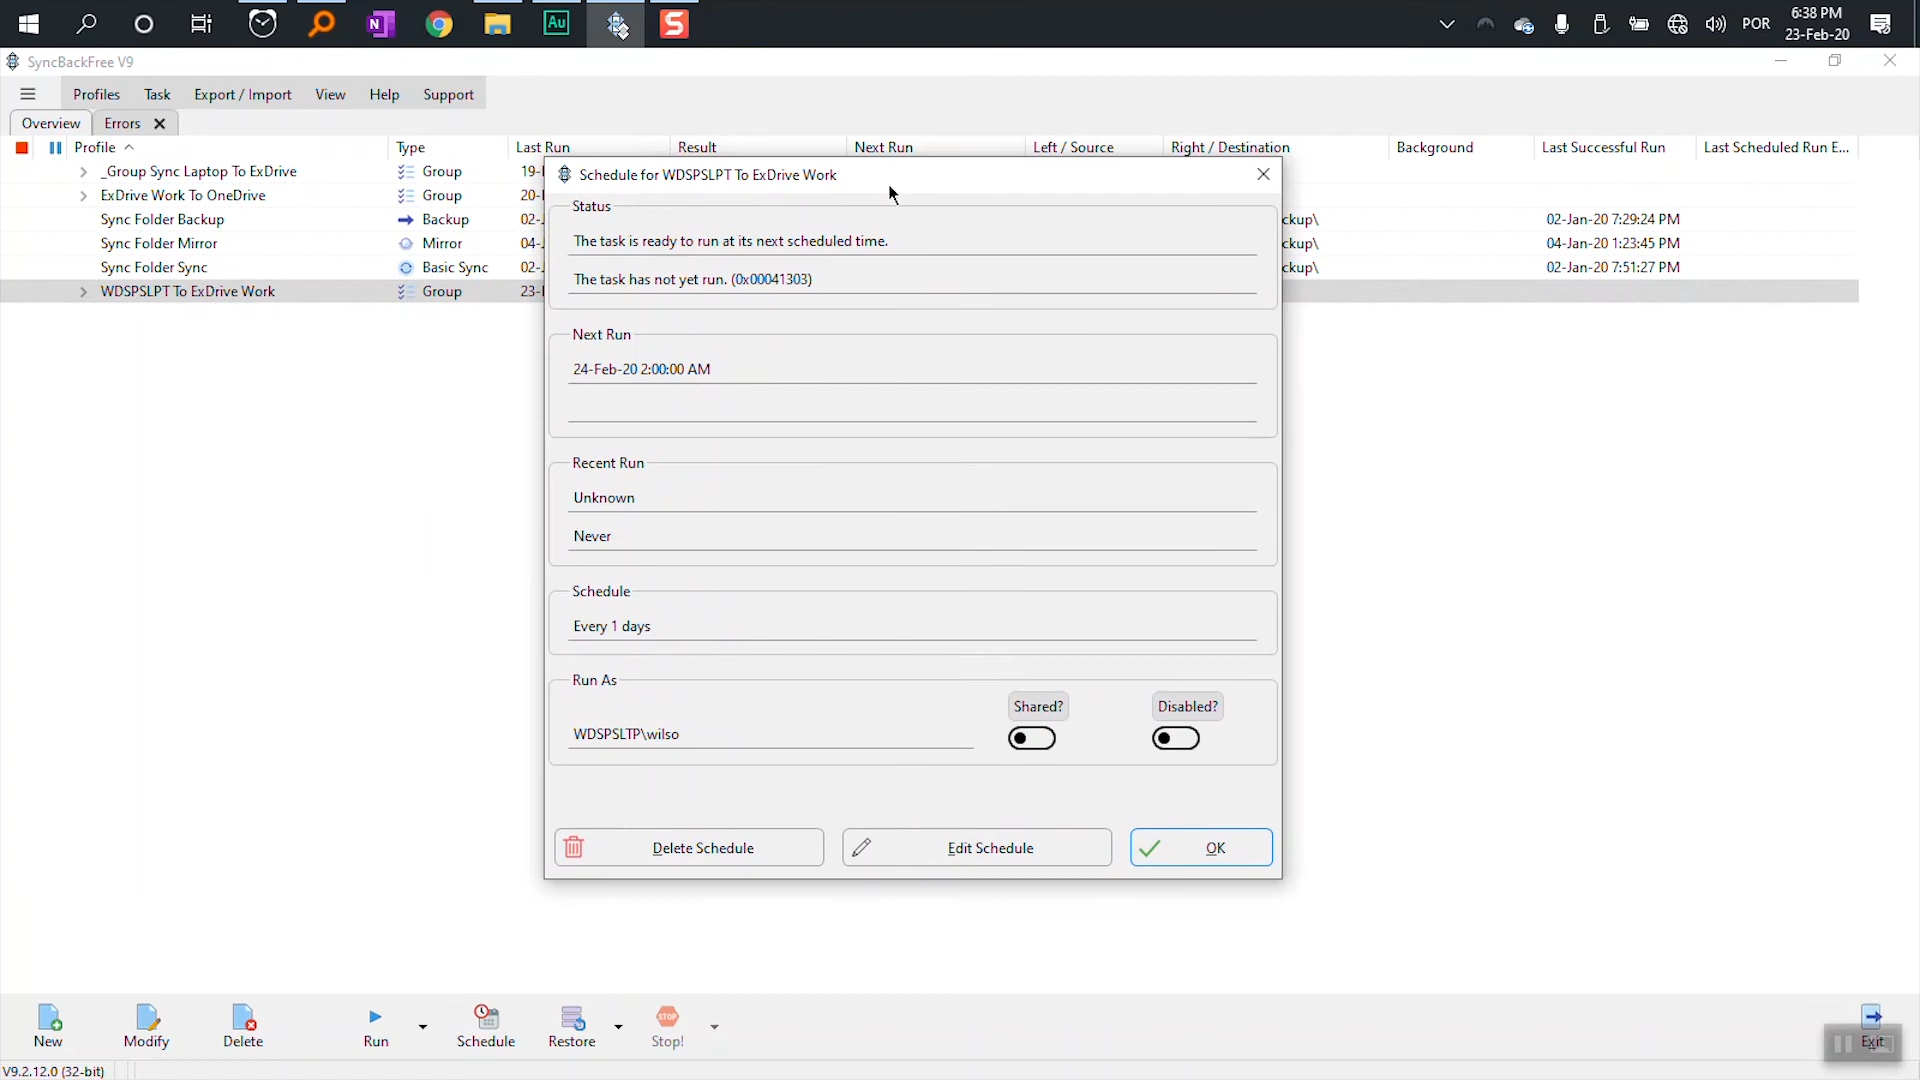 Au
S
N
POR
6:38 PM
23-Feb-20
SyncBackFree V9
Profiles Task Export / Import View Help Support
Overview Errors
Profile Type Last Run Result Next Run Left / Source Right / Destination Background Last Successful Run Last Scheduled Run E...
_Group Sync Laptop To ExDrive Group 19-
ExDrive Work To OneDrive Group 20-
Sync Folder Backup Backup 02- ckup\ 02-Jan-20 7:29:24 PM
Sync Folder Mirror Mirror 04- ckup\ 04-Jan-20 1:23:45 PM
Sync Folder Sync Basic Sync 02- ckup\ 02-Jan-20 7:51:27 PM
WDSPSLPT To ExDrive Work Group 23-
Schedule for WDSPSLPT To ExDrive Work
Status
The task is ready to run at its next scheduled time.
The task has not yet run. (0x00041303)
Next Run
24-Feb-20 2:00:00 AM
Recent Run
Unknown
Never
Schedule
Every 1 days
Run As
Shared? Disabled?
WDSPSLTP\wilso
Delete Schedule Edit Schedule OK
New Modify Delete Run Schedule Restore Stop! Exit
STOP
V9.2.12.0 (32-bit)